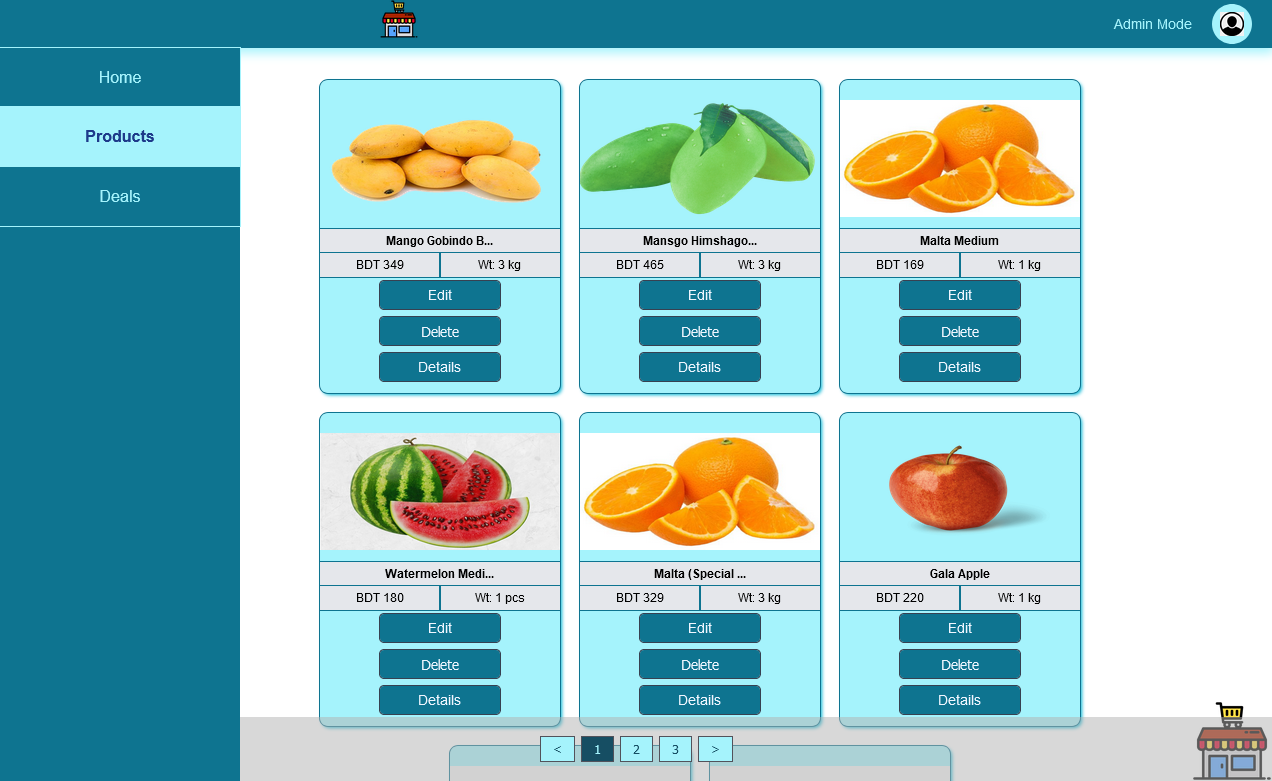 Admin Mode
Home
Products
Deals
Mango Gobindo B...
BDT 349 Wt: 3 kg
Edit
Delete
Details
Mansgo Himshago...
BDT 465 Wt: 3 kg
Edit
Delete
Details
Malta Medium
BDT 169 Wt: 1 kg
Edit
Delete
Details
Watermelon Medi...
BDT 180 Wt: 1 pcs
Edit
Delete
Details
Malta (Special ...
BDT 329 Wt: 3 kg
Edit
Delete
Details
Gala Apple
BDT 220 Wt: 1 kg
Edit
Delete
Details
< 1 2 3 >